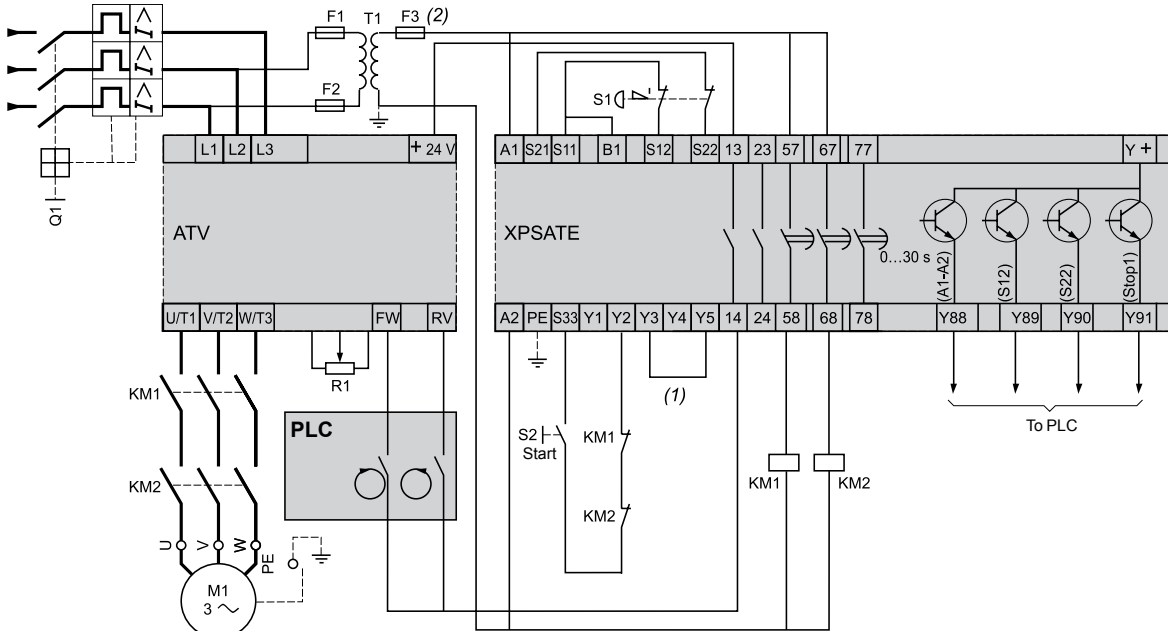 F1 T1 F3 (2)
F2
S1
L1 L2 L3 + 24 V
A1 S21 S11 B1 S12 S22 13 23 57 67 77 Y +
Q1
ATV
XPSATE
0...30 s
(A1-A2) (S12) (S22) (Stop1)
U/T1 V/T2 W/T3 FW RV
A2 PE S33 Y1 Y2 Y3 Y4 Y5 14 24 58 68 78 Y88 Y89 Y90 Y91
R1
KM1
(1)
To PLC
PLC
S2
Start
KM1
KM1 KM2
KM2
KM2
U V W PE
M1
3